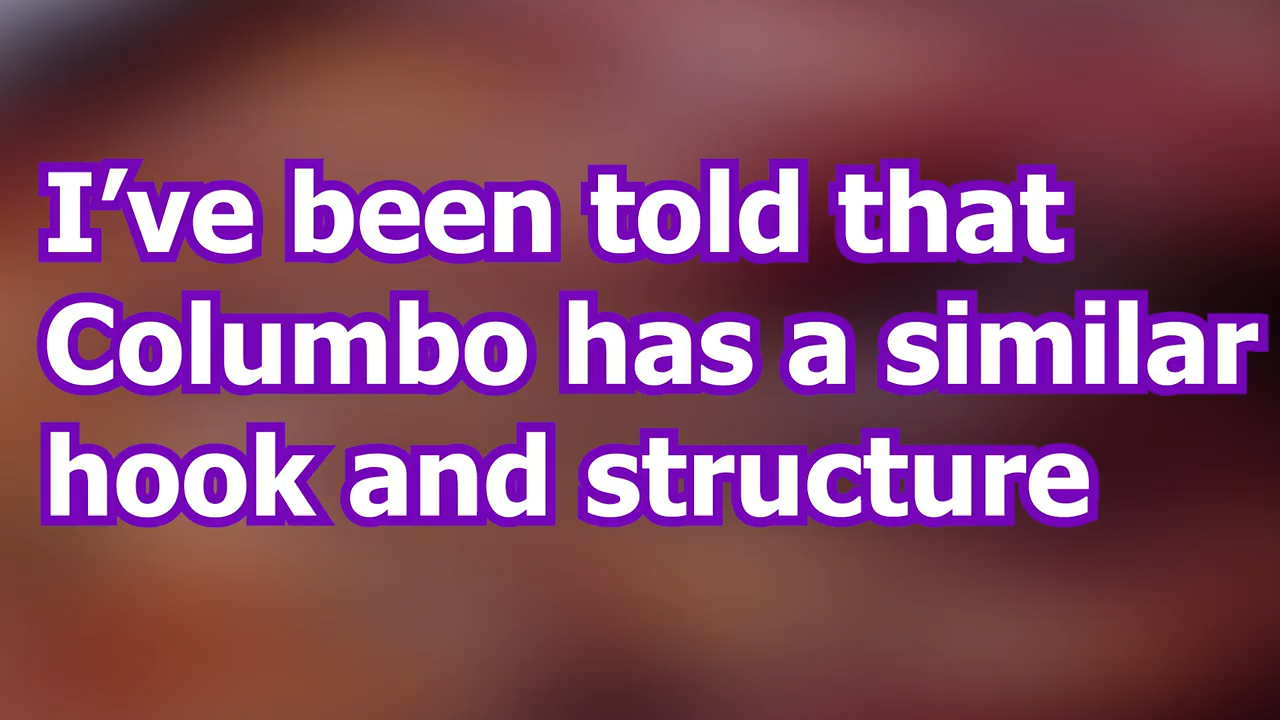 I’ve been told that
Columbo has a similar
hook and structure